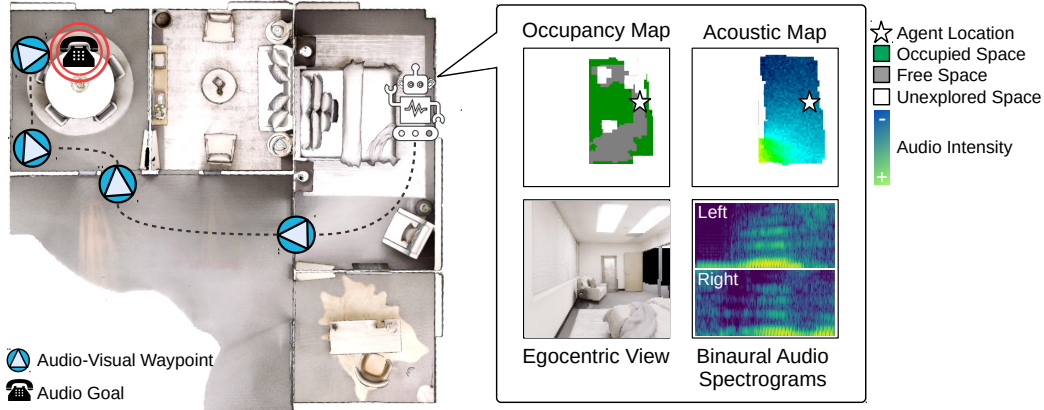 Occupancy Map
Acoustic Map
Agent Location
Occupied Space
Free Space
Unexplored Space
-
Audio Intensity
+
Left
Right
Egocentric View
Binaural Audio
Spectrograms
Audio-Visual Waypoint
Audio Goal